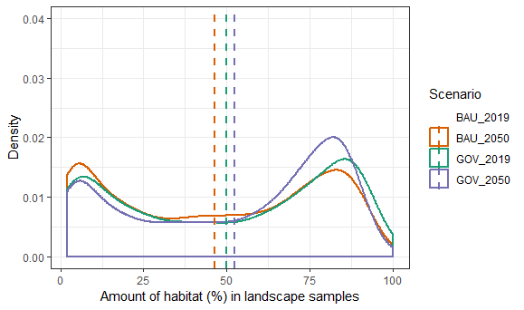 0.04
0.03
0.02
0.01
0.00
Density
0 25 50 75 100
Amount of habitat (%) in landscape samples
Scenario
BAU_2019
BAU_2050
GOV_2019
GOV_2050